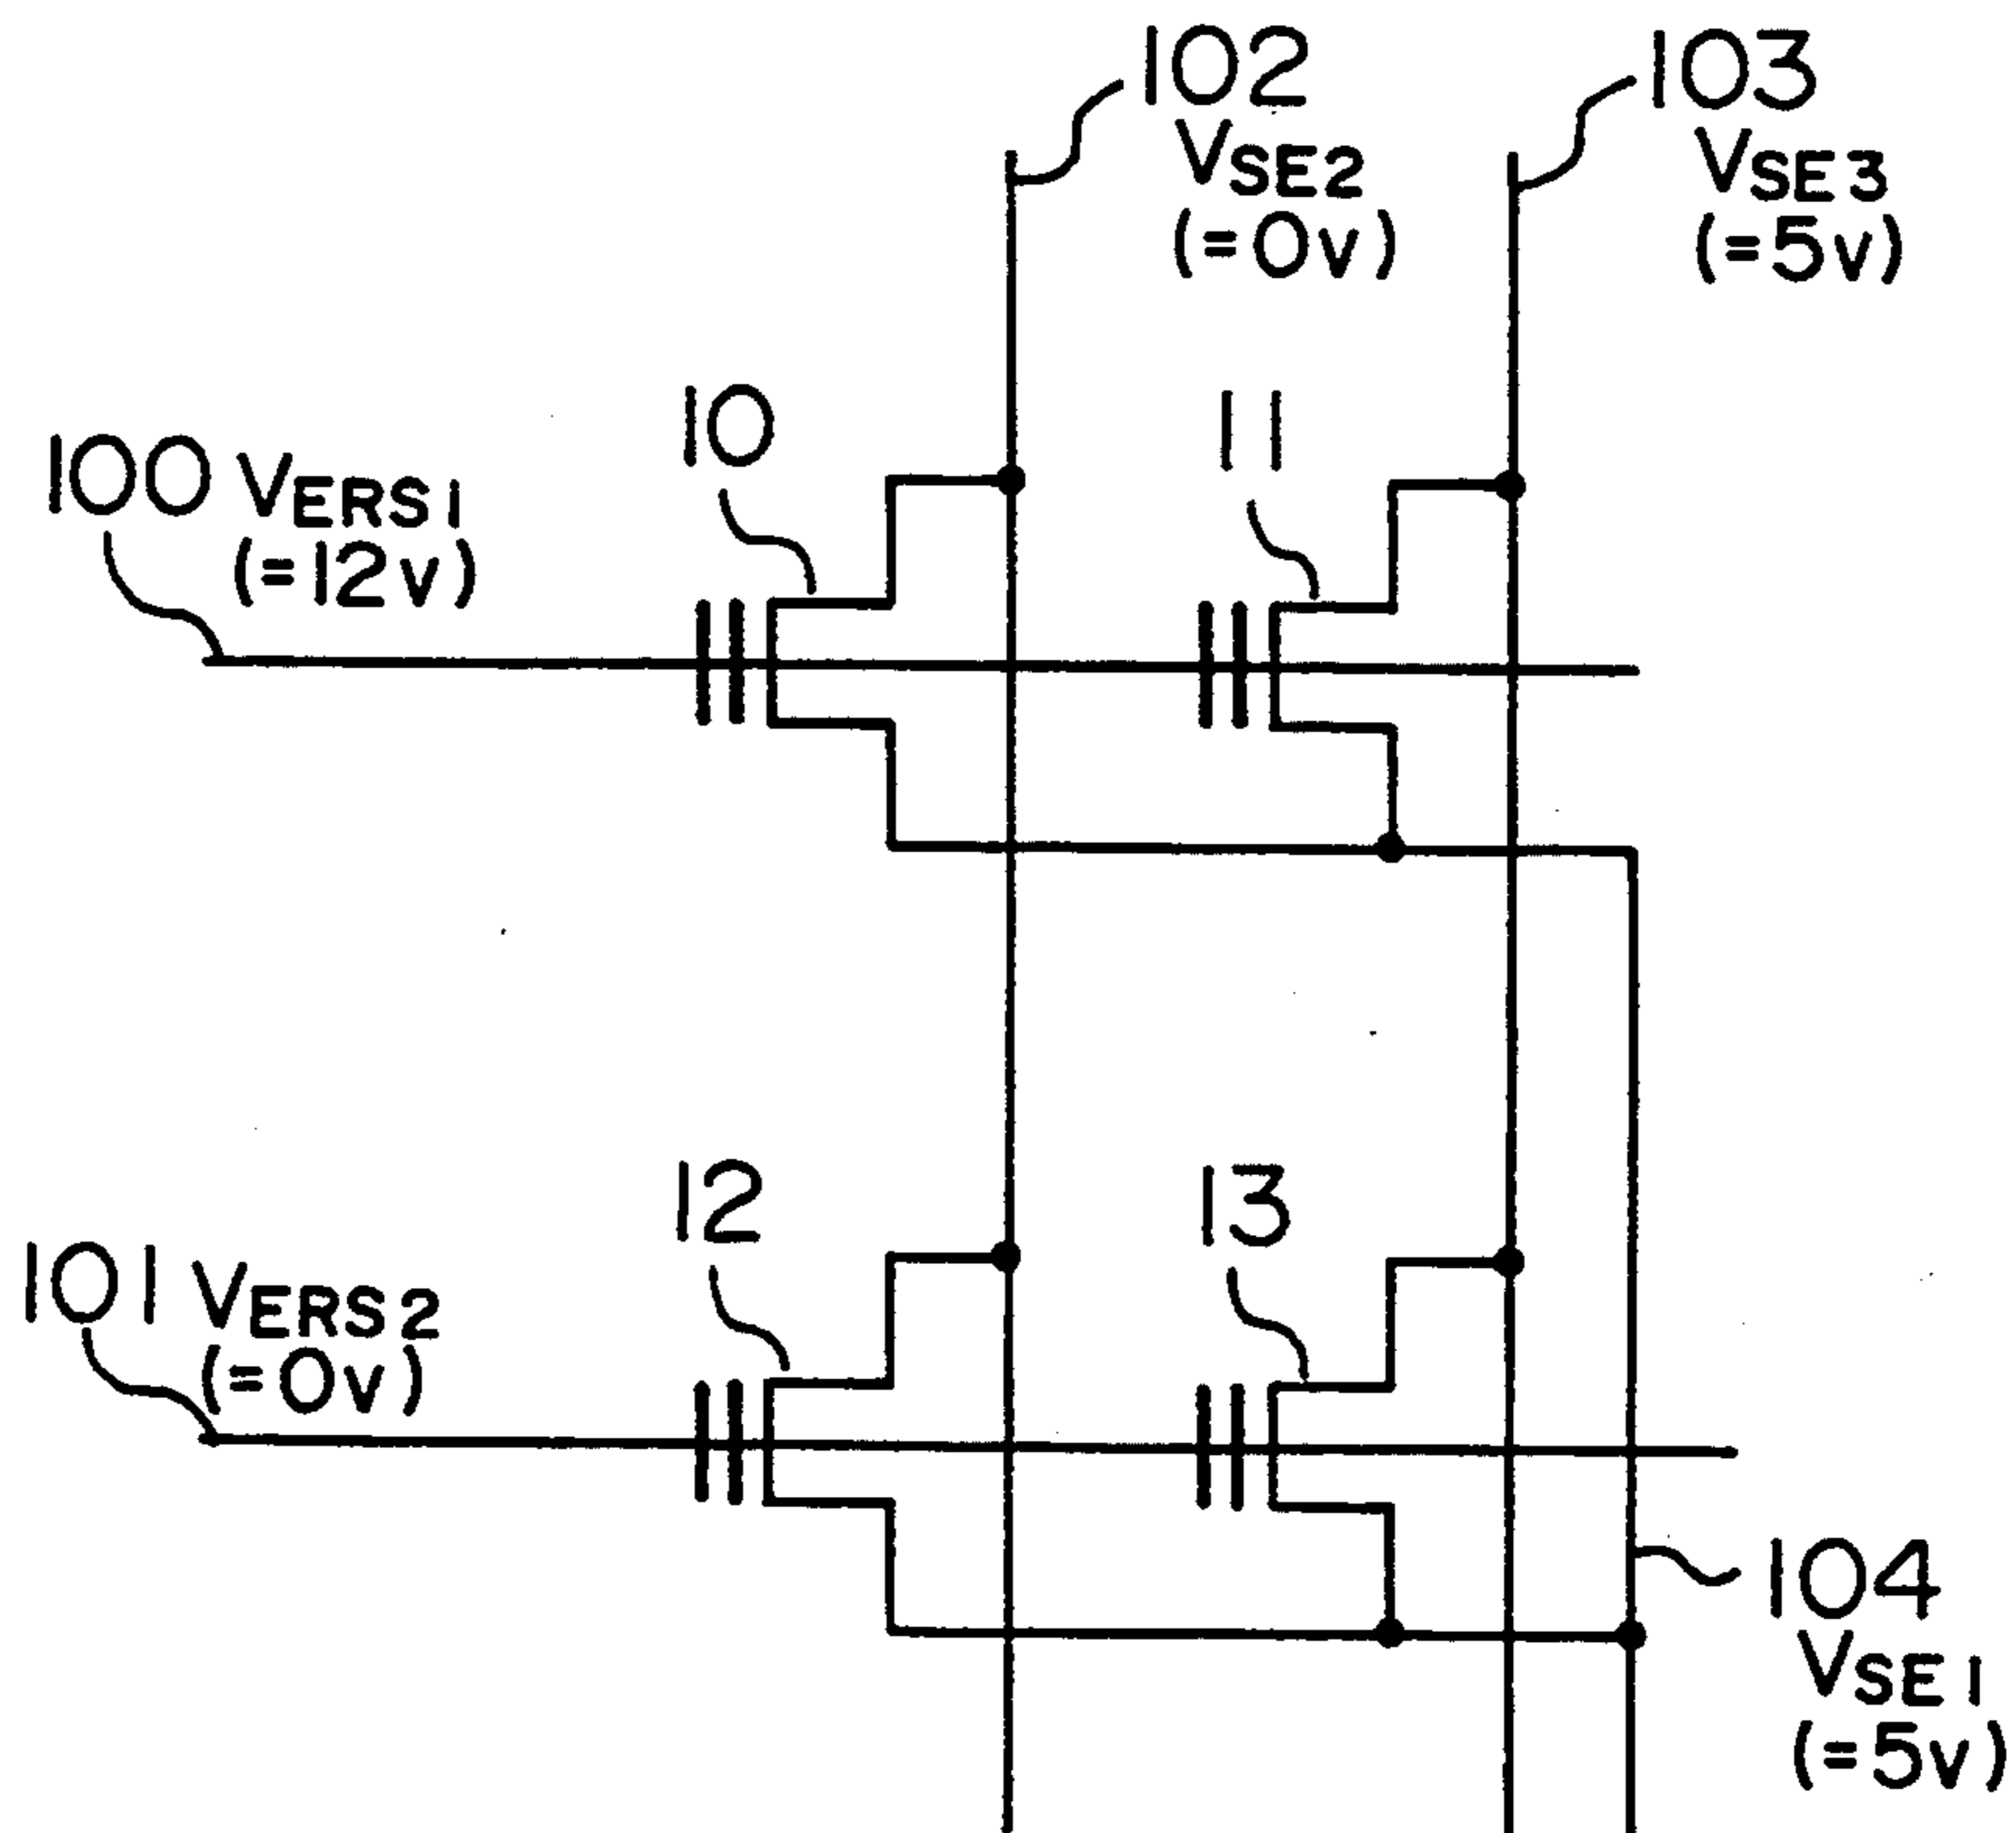 102
VSE2
(=0V)
103
VSE3
(=5V)
10
11
100 VERS1
(=12V)
12
13
101 VERS2
(=0V)
104
VSE1
(=5V)